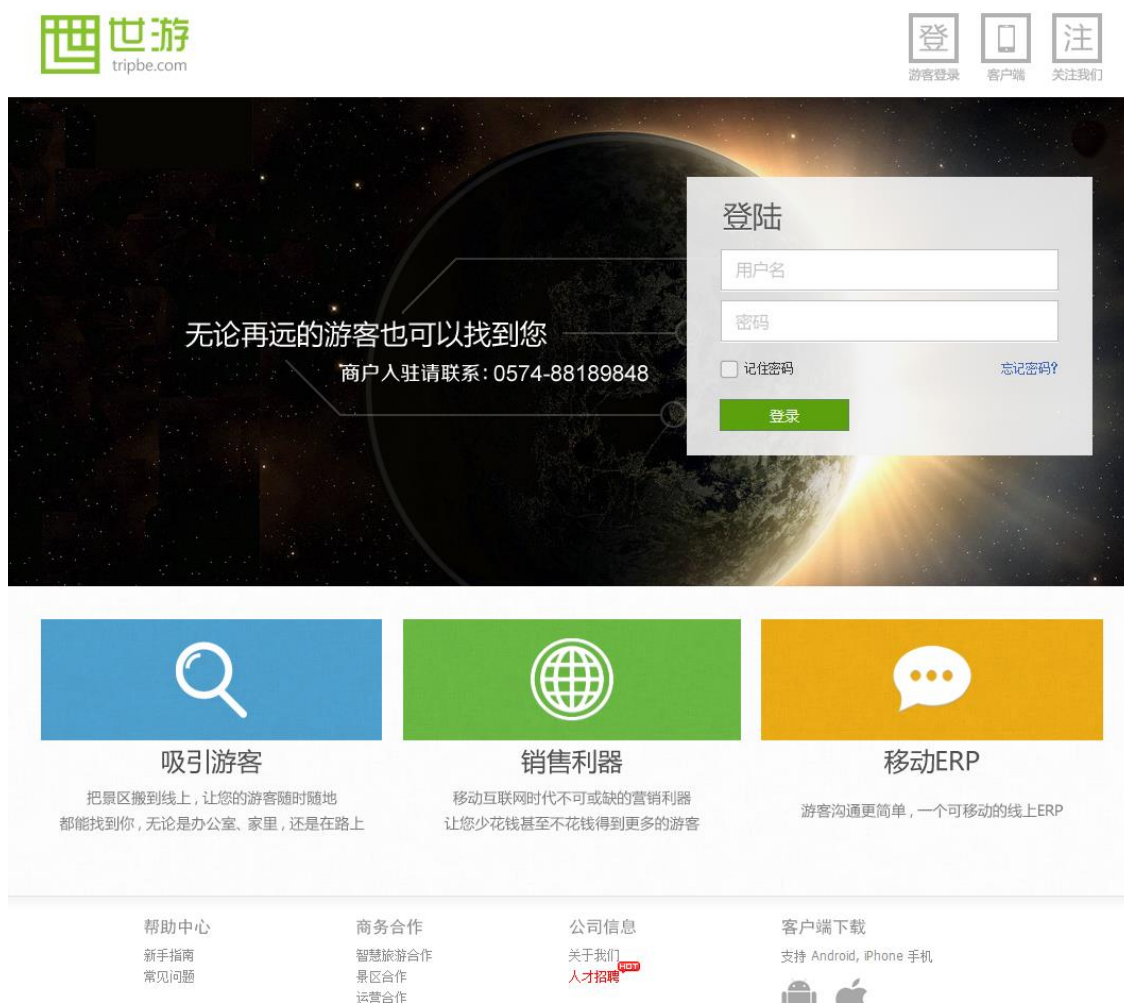 世游
tripbe.com
登
注
游客登录
客户端
关注我们
登陆
用户名
密码
记住密码
忘记密码?
登录
无论再远的游客也可以找到您
商户入驻请联系:0574-88189848
吸引游客
把景区搬到线上,让您的游客随时随地
都能找到你,无论是办公室、家里,还是在路上
销售利器
移动互联网时代不可或缺的营销利器
让您少花钱甚至不花钱得到更多的游客
移动ERP
游客沟通更简单,一个可移动的线上ERP
帮助中心
新手指南
常见问题
商务合作
智慧旅游合作
景区合作
运营合作
公司信息
关于我们
HOT
人才招聘
客户端下载
支持 Android, iPhone 手机